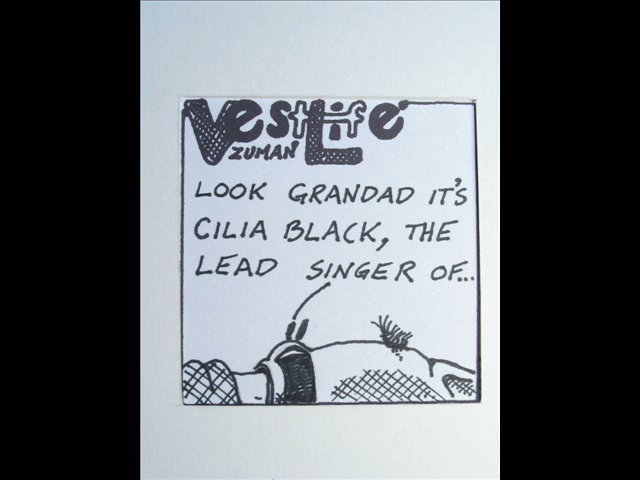 VestLife
ZUMAN
LOOK GRANDAD IT'S
CILIA BLACK, THE
LEAD SINGER OF...